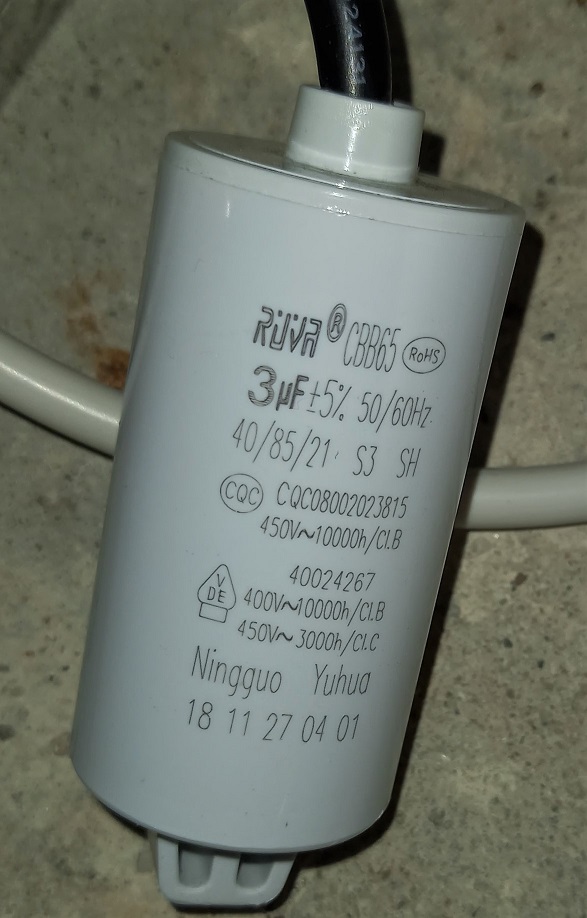 24131
RUVA® CBB65 RoHS
3µF±5% 50/60Hz
40/85/21 S3 SH
CQC CQC08002023815
450V~10000h/Cl.B
40024267
VDE 400V~10000h/Cl.B
450V~3000h/Cl.C
Ningguo Yuhua
18 11 27 04 01